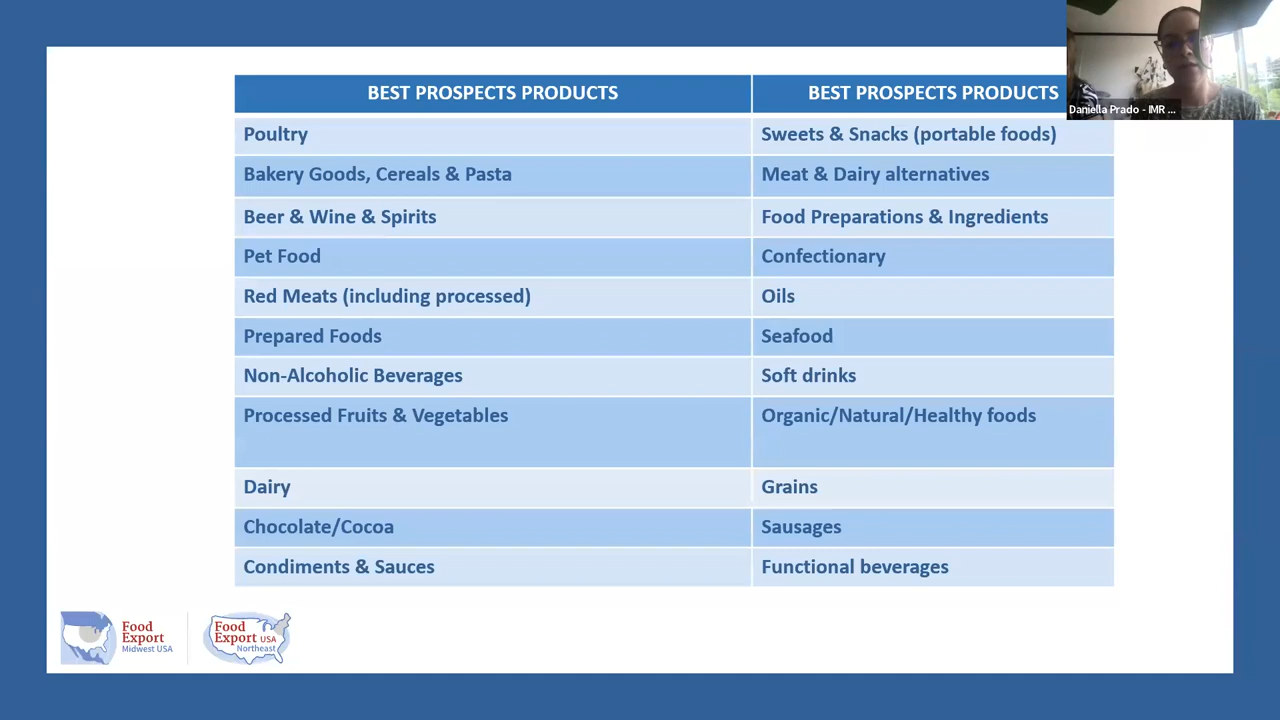 BEST PROSPECTS PRODUCTS
BEST PROSPECTS PRODUCTS
Daniella Prado - IMR ...
Poultry
Sweets & Snacks (portable foods)
Bakery Goods, Cereals & Pasta
Meat & Dairy alternatives
Beer & Wine & Spirits
Food Preparations & Ingredients
Pet Food
Confectionary
Red Meats (including processed)
Oils
Prepared Foods
Seafood
Non-Alcoholic Beverages
Soft drinks
Processed Fruits & Vegetables
Organic/Natural/Healthy foods
Dairy
Grains
Chocolate/Cocoa
Sausages
Condiments & Sauces
Functional beverages
Food
Export
Midwest USA
Food
Export USA
Northeast